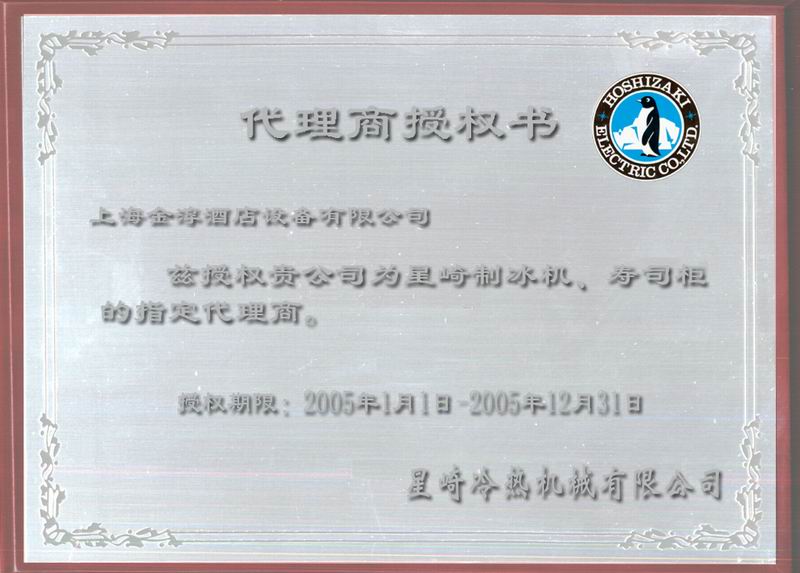 代理商授权书
HOSHIZAKI
ELECTRIC CO.,LTD.
上海金淳酒店设备有限公司
兹授权贵公司为星崎制冰机、寿司柜
的指定代理商。
授权期限：2005年1月1日-2005年12月31日
星崎冷热机械有限公司